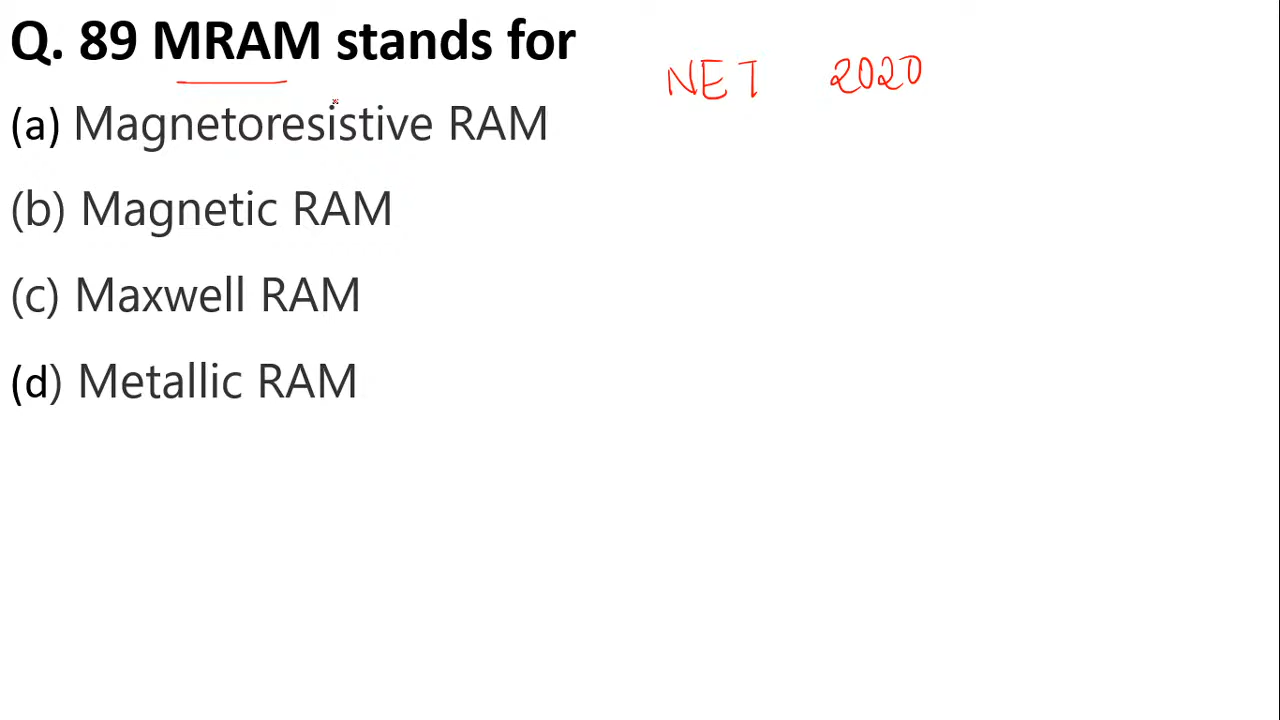 Q. 89 MRAM stands for
NET 2020
(a) Magnetoresistive RAM
(b) Magnetic RAM
(c) Maxwell RAM
(d) Metallic RAM